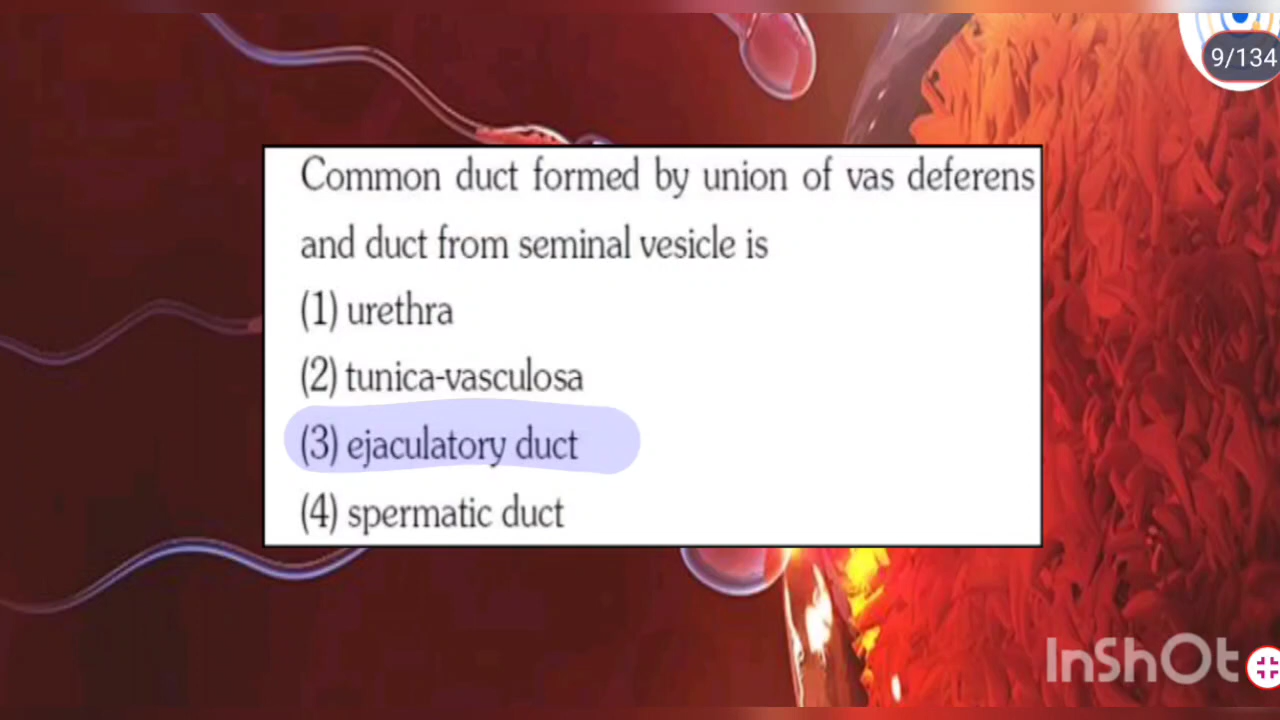 9/134
Common duct formed by union of vas deferens
and duct from seminal vesicle is
(1) urethra
(2) tunica-vasculosa
(3) ejaculatory duct
(4) spermatic duct
InShOt